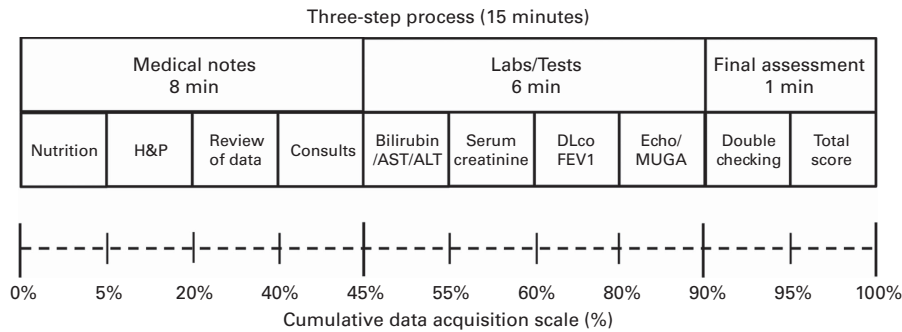 Three-step process (15 minutes)
Medical notes
8 min
Labs/Tests
6 min
Final assessment
1 min
Nutrition
H&P
Review
of data
Consults
Bilirubin
/AST/ALT
Serum
creatinine
DLco
FEV1
Echo/
MUGA
Double
checking
Total
score
0% 5% 20% 40% 45% 55% 60% 80% 90% 95% 100%
Cumulative data acquisition scale (%)